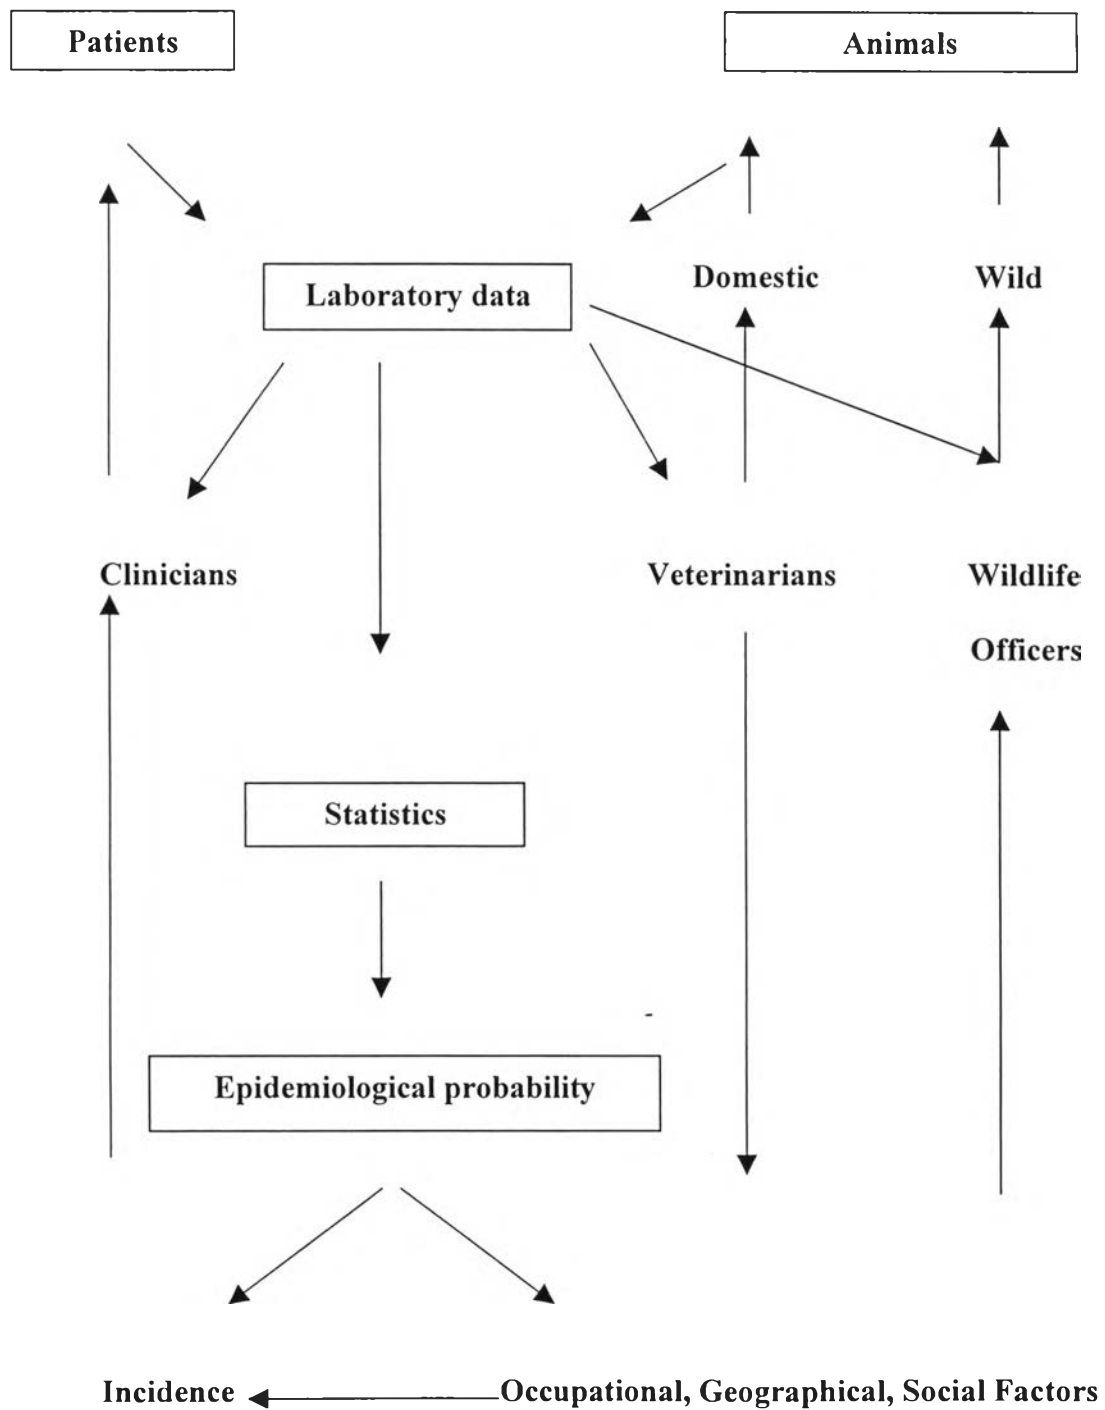 Patients
Animals
Laboratory data
Domestic
Wild
Clinicians
Veterinarians
Wildlife
Officers
Statistics
Epidemiological probability
Incidence
Occupational, Geographical, Social Factors